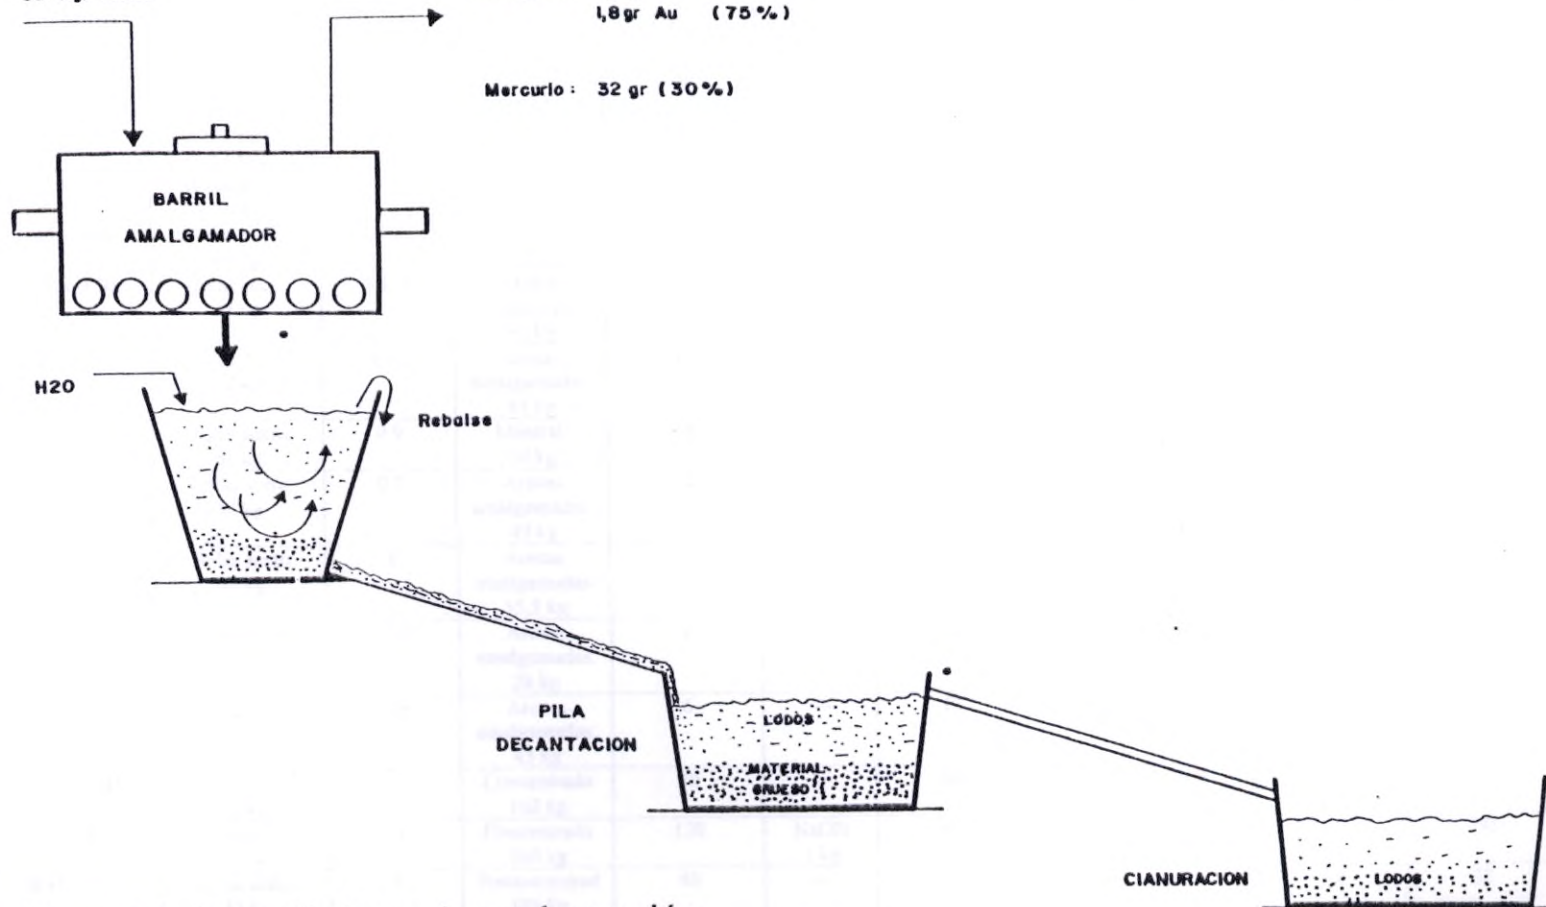 1,8gr Au (75%)
Mercurio: 32 gr (30%)
BARRIL
AMALGAMADOR
H2O
Rebalse
PILA
DECANTACION
LODOS
MATERIAL
GRUESO
CIANURACION
LODOS